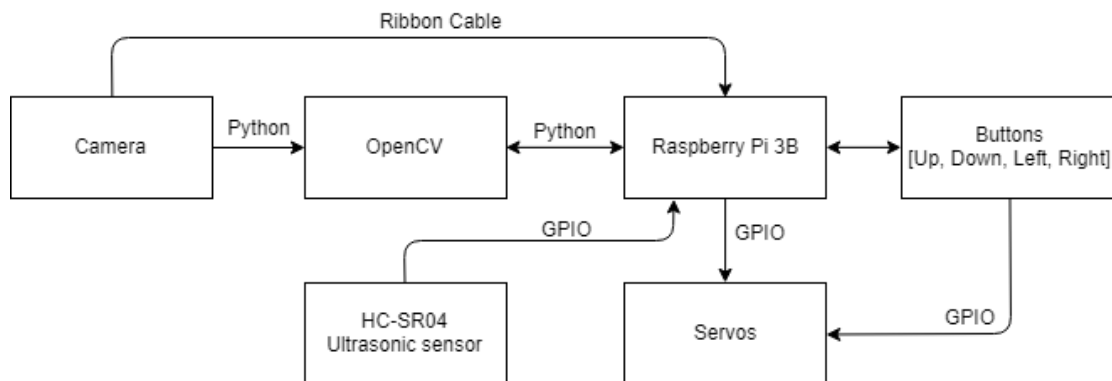 Ribbon Cable
Camera
Python
OpenCV
Python
Raspberry Pi 3B
Buttons
[Up, Down, Left, Right]
GPIO
GPIO
HC-SR04
Ultrasonic sensor
Servos
GPIO